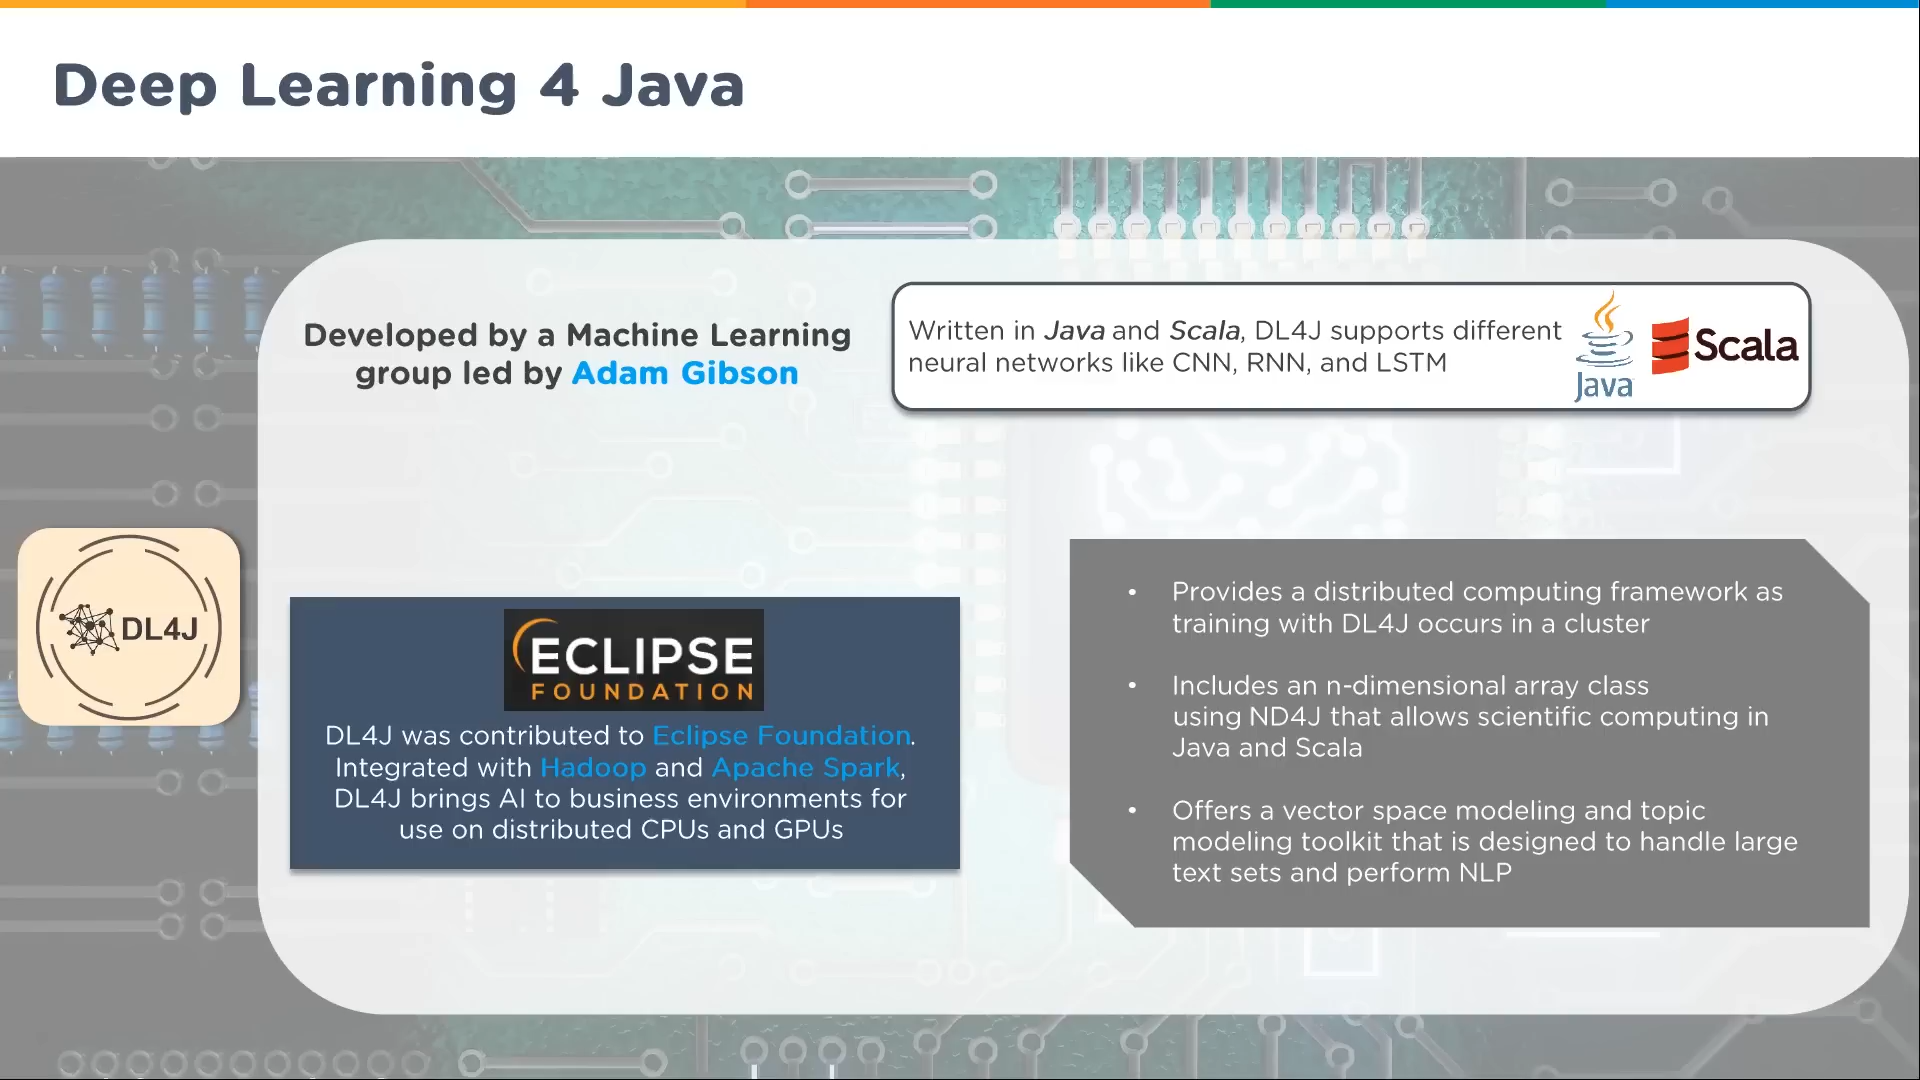 Deep Learning 4 Java
Developed by a Machine Learning
group led by Adam Gibson
Written in Java and Scala, DL4J supports different
neural networks like CNN, RNN, and LSTM
Java
Scala
DL4J
ECLIPSE
FOUNDATION
DL4J was contributed to Eclipse Foundation.
Integrated with Hadoop and Apache Spark,
DL4J brings AI to business environments for
use on distributed CPUs and GPUs
• Provides a distributed computing framework as
training with DL4J occurs in a cluster
• Includes an n-dimensional array class
using ND4J that allows scientific computing in
Java and Scala
• Offers a vector space modeling and topic
modeling toolkit that is designed to handle large
text sets and perform NLP